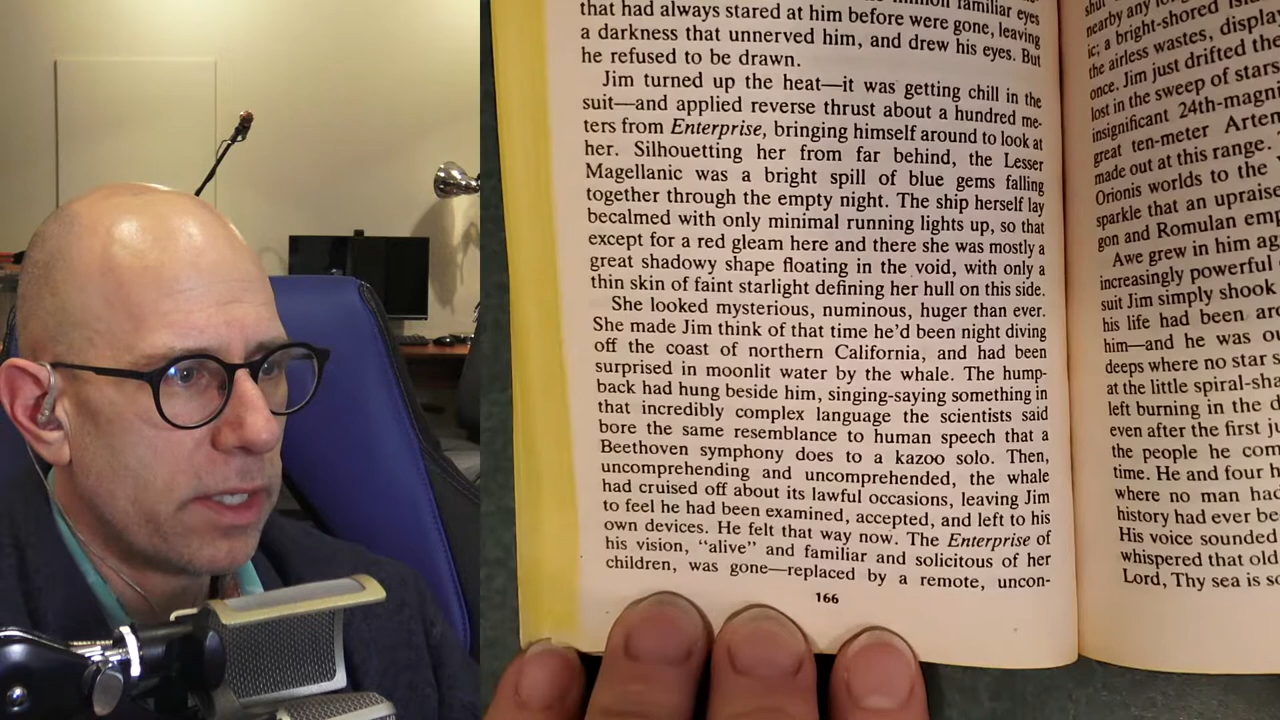 million familiar eyes
that had always stared at him before were gone, leaving
a darkness that unnerved him, and drew his eyes. But
he refused to be drawn.
Jim turned up the heat—it was getting chill in the
suit—and applied reverse thrust about a hundred me-
ters from Enterprise, bringing himself around to look at
her. Silhouetting her from far behind, the Lesser
Magellanic was a bright spill of blue gems falling
together through the empty night. The ship herself lay
becalmed with only minimal running lights up, so that
except for a red gleam here and there she was mostly a
great shadowy shape floating in the void, with only a
thin skin of faint starlight defining her hull on this side.
She looked mysterious, numinous, huger than ever.
She made Jim think of that time he'd been night diving
off the coast of northern California, and had been
surprised in moonlit water by the whale. The hump-
back had hung beside him, singing-saying something in
that incredibly complex language the scientists said
bore the same resemblance to human speech that a
Beethoven symphony does to a kazoo solo. Then,
uncomprehending and uncomprehended, the whale
had cruised off about its lawful occasions, leaving Jim
to feel he had been examined, accepted, and left to his
own devices. He felt that way now. The Enterprise of
his vision, "alive" and familiar and solicitous of her
children, was gone—replaced by a remote, uncon-
166
shut
nearby any
ic; a bright-shored
the airless wastes,
once. Jim just drifted
lost in the sweep of stars
insignificant 24th-magni
great ten-meter Artem
made out at this range.
Orionis worlds to the
sparkle that an upraise
gon and Romulan emp
Awe grew in him ag
increasingly powerful
suit Jim simply shook
his life had been
him—and he was ou
deeps where no star s
at the little spiral-sha
left burning in the d
even after the first ju
the people he com
time. He and four h
where no man had
history had ever be
His voice sounded
whispered that old
Lord, Thy sea is so